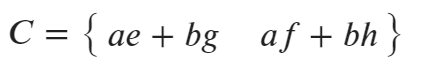 C = { ae + bg af + bh }